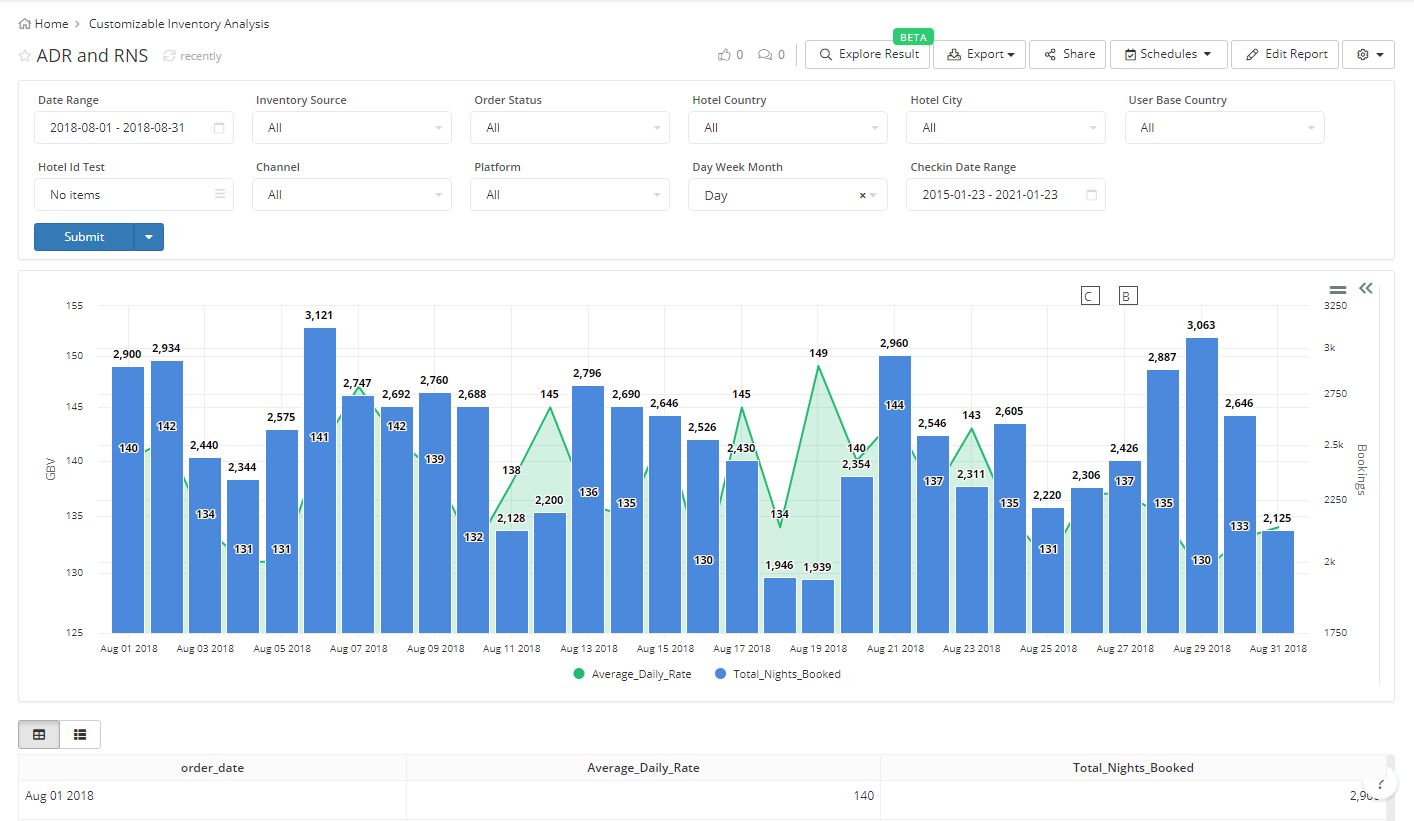 Home > Customizable Inventory Analysis
ADR and RNS recently 0 0 BETA Explore Result Export Share Schedules Edit Report
Date Range Inventory Source Order Status Hotel Country Hotel City User Base Country
2018-08-01 - 2018-08-31 All All All All All
Hotel Id Test Channel Platform Day Week Month Checkin Date Range
No items All All Day × 2015-01-23 - 2021-01-23
Submit
C B
155 150 145 140 135 130 125
GBV
2,900 2,934 2,440 2,344 2,575 3,121 2,747 2,692 2,760 2,688 2,128 2,200 2,796 2,690 2,646 2,526 2,430 1,946 1,939 2,354 2,960 2,546 2,311 2,605 2,220 2,306 2,426 2,887 3,063 2,646 2,125
140 142 134 131 131 141 142 139 132 138 145 136 135 130 145 134 149 140 144 137 143 135 131 137 135 130 133
3250 3k 2750 2.5k 2250 2k 1750
Bookings
Aug 01 2018 Aug 03 2018 Aug 05 2018 Aug 07 2018 Aug 09 2018 Aug 11 2018 Aug 13 2018 Aug 15 2018 Aug 17 2018 Aug 19 2018 Aug 21 2018 Aug 23 2018 Aug 25 2018 Aug 27 2018 Aug 29 2018 Aug 31 2018
Average_Daily_Rate Total_Nights_Booked
order_date Average_Daily_Rate Total_Nights_Booked
Aug 01 2018 140
?